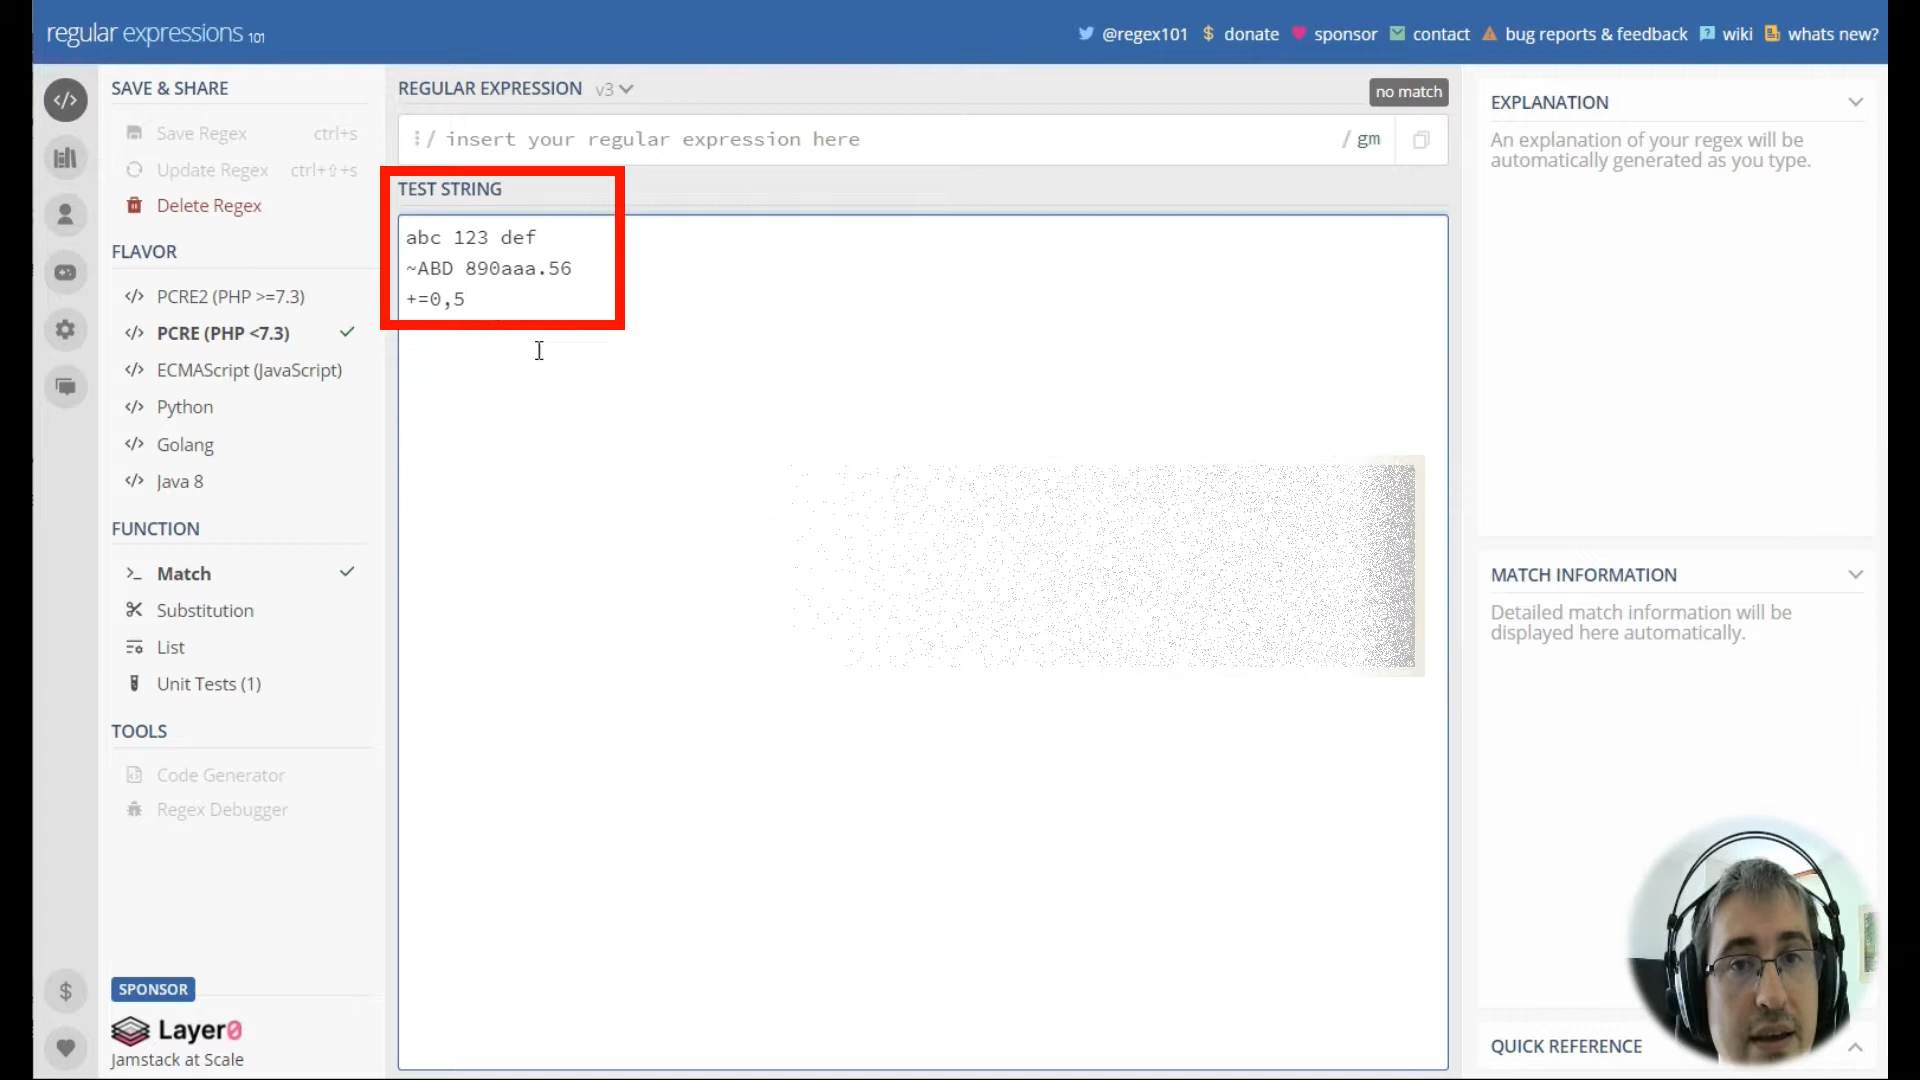 regular expressions 101
@regex101 $ donate sponsor contact bug reports & feedback wiki whats new?
SAVE & SHARE
Save Regex ctrl+s
Update Regex ctrl+⇧+s
Delete Regex
FLAVOR
PCRE2 (PHP >=7.3)
PCRE (PHP <7.3)
ECMAScript (JavaScript)
Python
Golang
Java 8
FUNCTION
Match
Substitution
List
Unit Tests (1)
TOOLS
Code Generator
Regex Debugger
SPONSOR
Layer0
Jamstack at Scale
REGULAR EXPRESSION v3
no match
/ insert your regular expression here / gm
TEST STRING
abc 123 def
~ABD 890aaa.56
+=0,5
EXPLANATION
An explanation of your regex will be
automatically generated as you type.
MATCH INFORMATION
Detailed match information will be
displayed here automatically.
QUICK REFERENCE